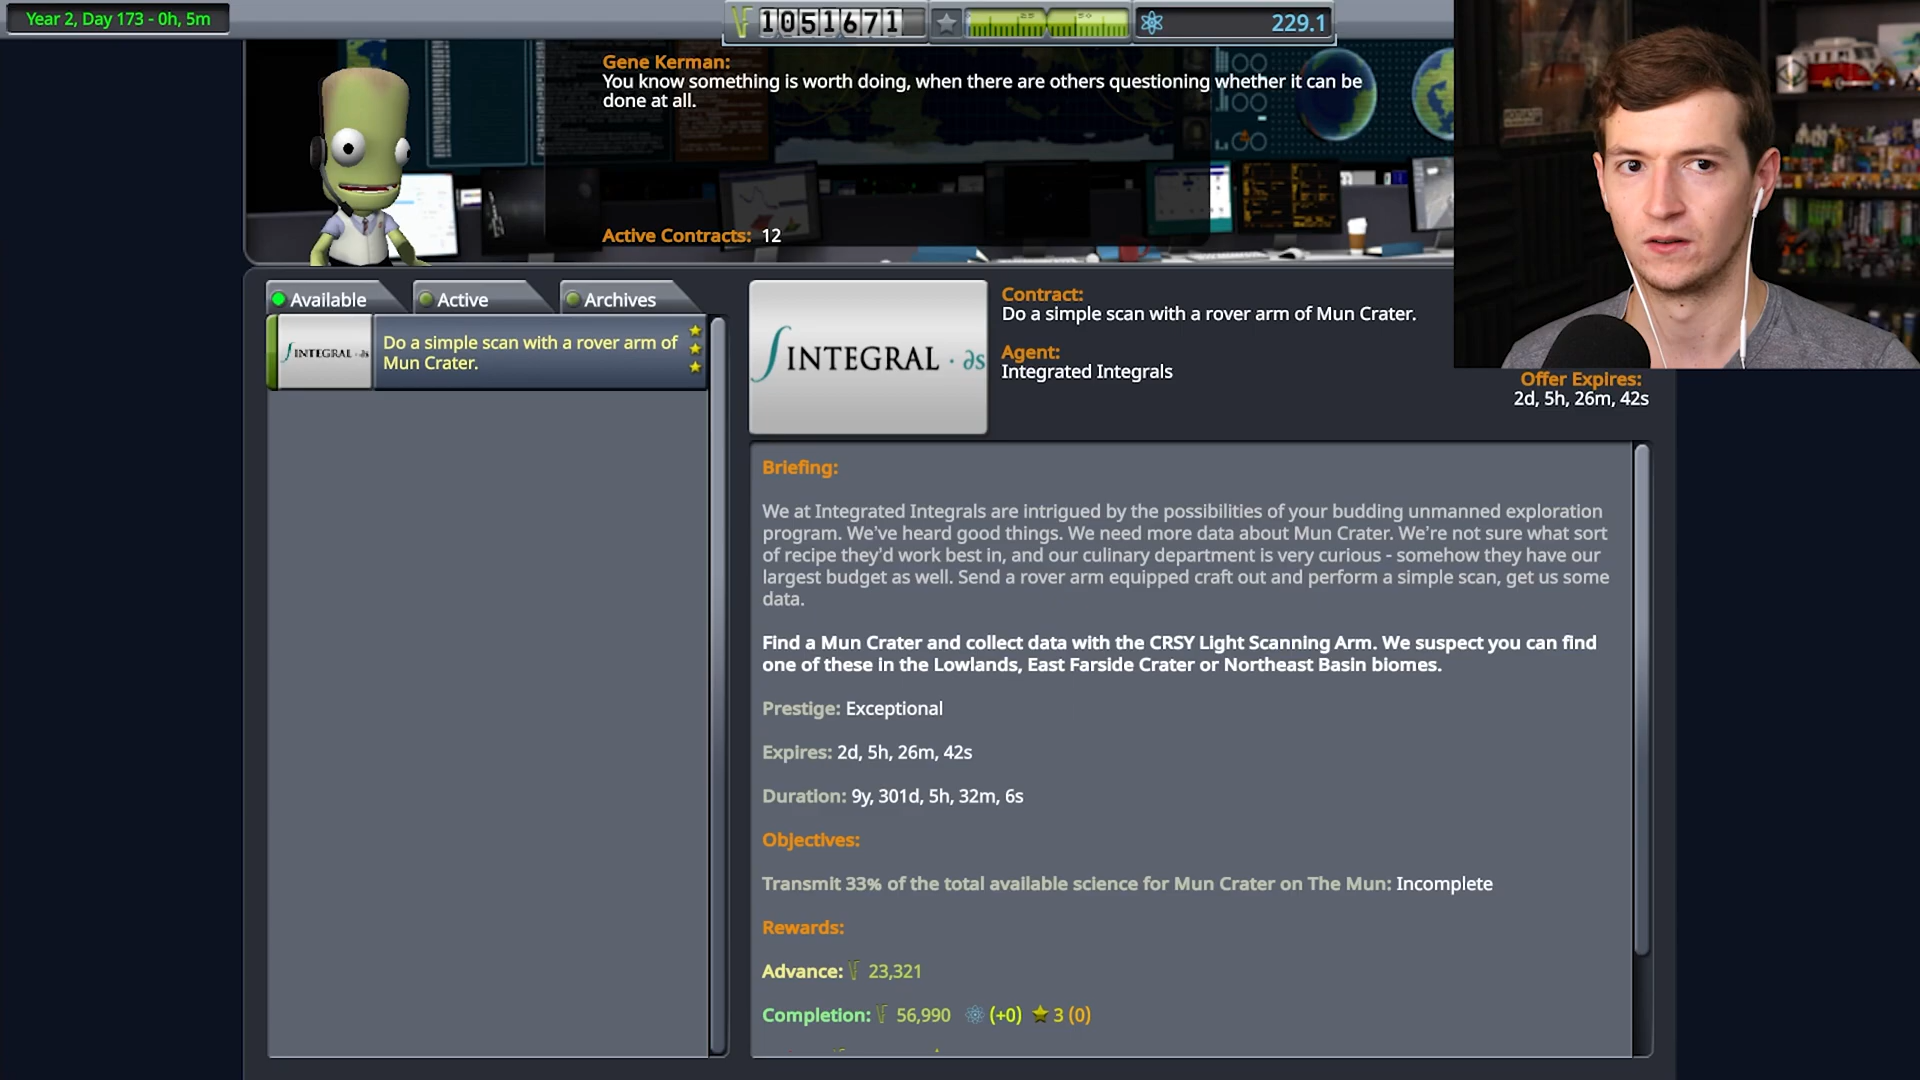 Year 2, Day 173 - 0h, 5m
1051671
229.1
Gene Kerman:
You know something is worth doing, when there are others questioning whether it can be
done at all.
Active Contracts: 12
Available
Active
Archives
INTEGRAL · ∂s
Do a simple scan with a rover arm of
Mun Crater.
∫INTEGRAL · ∂s
Contract:
Do a simple scan with a rover arm of Mun Crater.
Agent:
Integrated Integrals
Offer Expires:
2d, 5h, 26m, 42s
Briefing:
We at Integrated Integrals are intrigued by the possibilities of your budding unmanned exploration
program. We've heard good things. We need more data about Mun Crater. We're not sure what sort
of recipe they'd work best in, and our culinary department is very curious - somehow they have our
largest budget as well. Send a rover arm equipped craft out and perform a simple scan, get us some
data.
Find a Mun Crater and collect data with the CRSY Light Scanning Arm. We suspect you can find
one of these in the Lowlands, East Farside Crater or Northeast Basin biomes.
Prestige: Exceptional
Expires: 2d, 5h, 26m, 42s
Duration: 9y, 301d, 5h, 32m, 6s
Objectives:
Transmit 33% of the total available science for Mun Crater on The Mun: Incomplete
Rewards:
Advance: 23,321
Completion: 56,990 (+0) 3 (0)